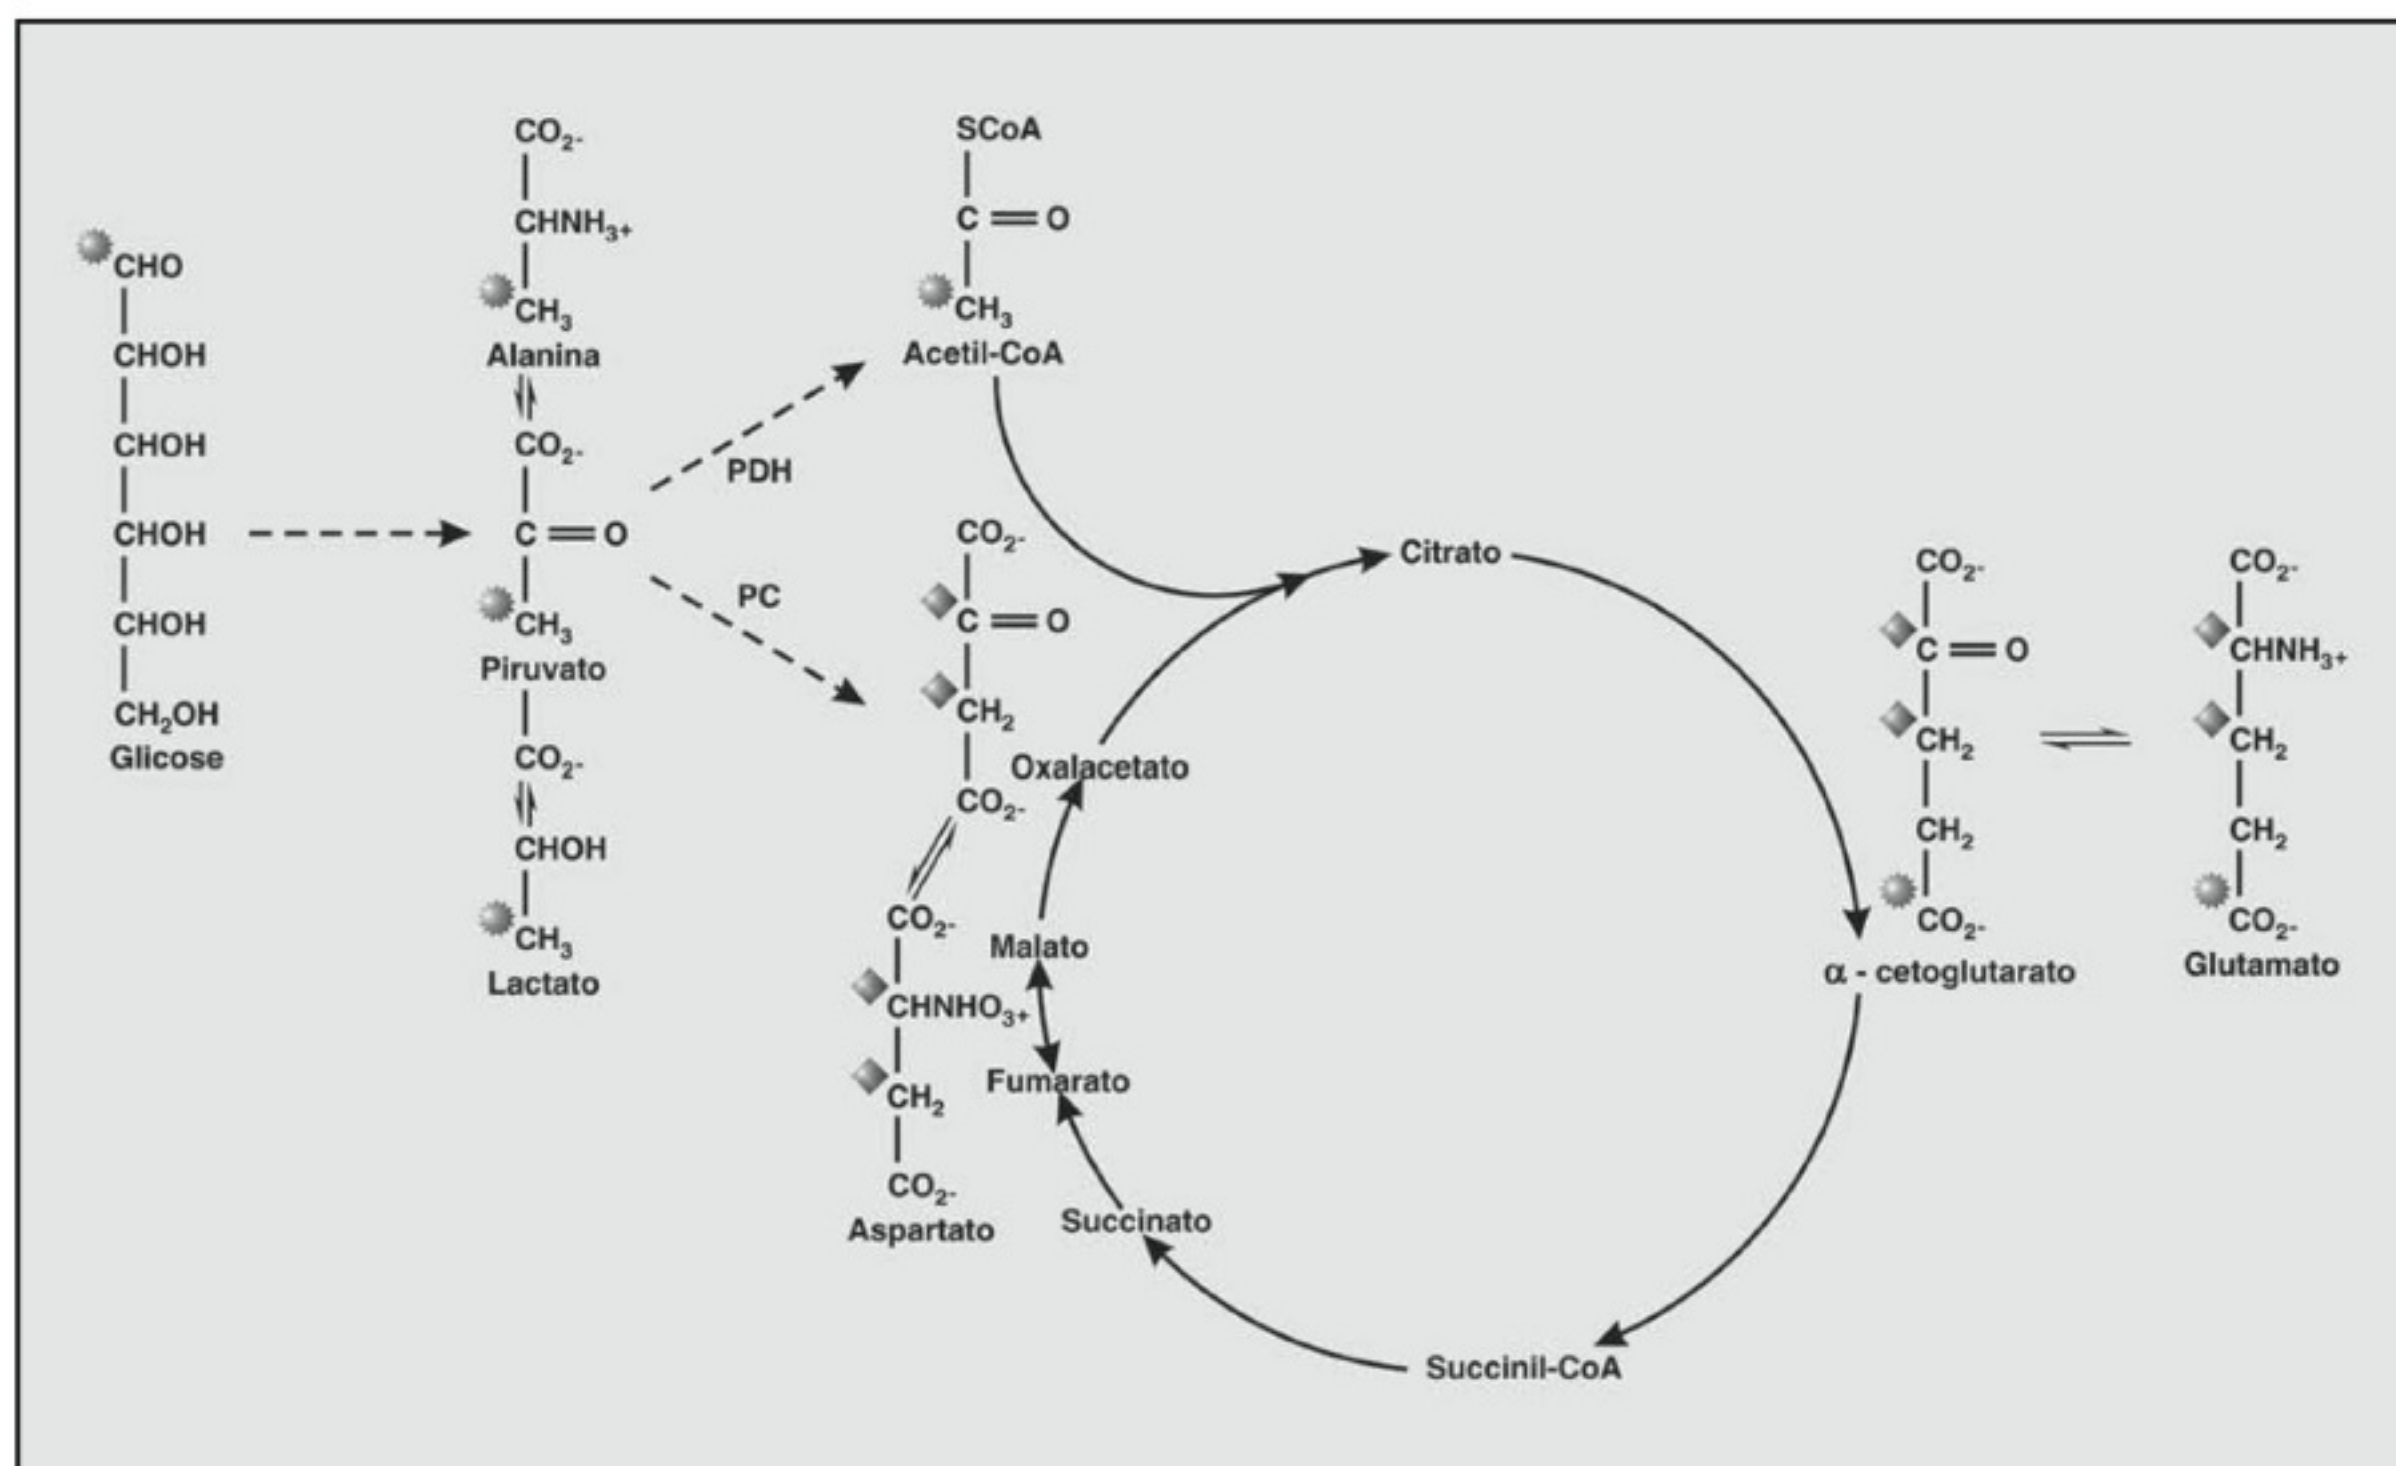 CHO
CHOH
CHOH
CHOH
CHOH
CH2OH
Glicose
CO2-
CHNH3+
CH3
Alanina
CO2-
C=O
CH3
Piruvato
CO2-
CHOH
CH3
Lactato
PDH
PC
SCoA
C=O
CH3
Acetil-CoA
CO2-
C=O
CH2
CO2-
Oxalacetato
CO2-
CHNHO3+
CH2
CO2-
Aspartato
Malato
Fumarato
Succinato
Succinil-CoA
Citrato
CO2-
C=O
CH2
CH2
CO2-
α - cetoglutarato
CO2-
CHNH3+
CH2
CH2
CO2-
Glutamato